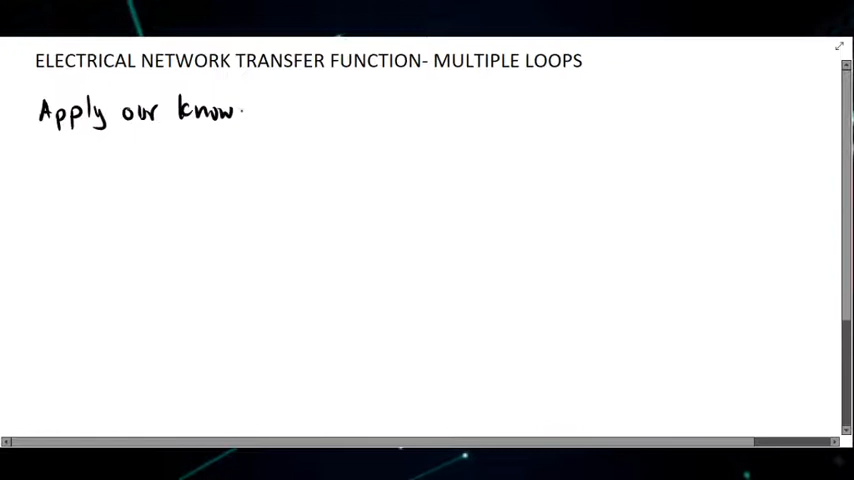 ELECTRICAL NETWORK TRANSFER FUNCTION- MULTIPLE LOOPS
Apply our know